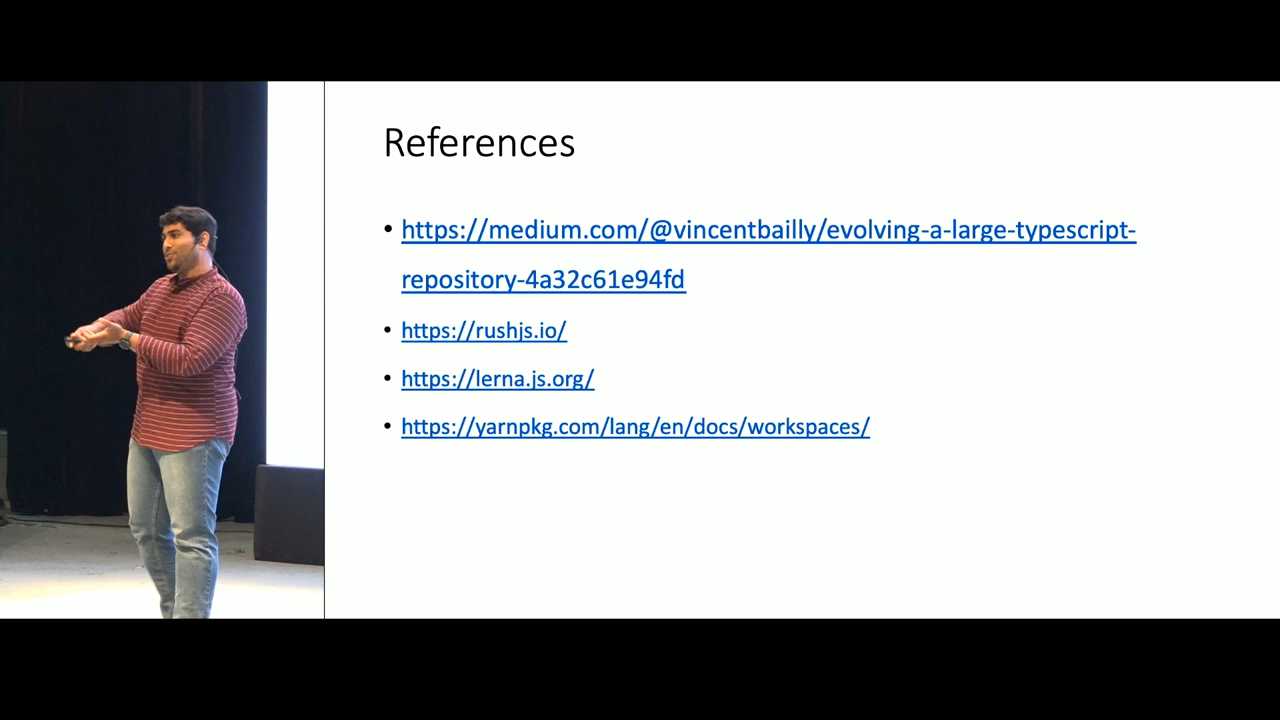 References
• https://medium.com/@vincentbailly/evolving-a-large-typescript-
repository-4a32c61e94fd
• https://rushjs.io/
• https://lerna.js.org/
• https://yarnpkg.com/lang/en/docs/workspaces/